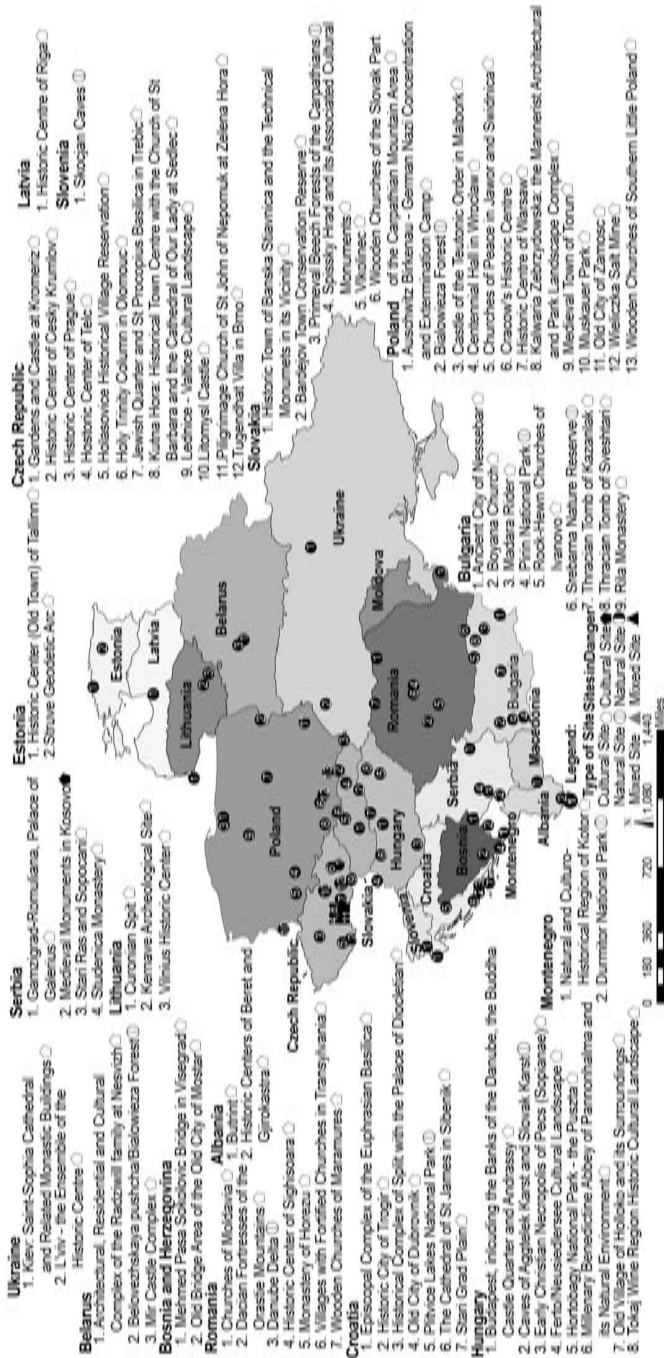 Ukraine
1. Kiev: Saint-Sophia Cathedral
and Related Monastic Buildings
2. L'viv - the Ensemble of the
Historic Centre
Belarus
1. Architectural, Residential and Cultural
Complex of the Radziwill family at Nesvizh
2. Belovezhskaya pushcha/Bialowieza Forest
3. Mir Castle Complex
Bosnia and Herzegovina
1. Mehmed Pasa Sokolovic Bridge in Visegrad
2. Old Bridge Area of the Old City of Mostar
Romania
1. Churches of Moldavia
2. Dacian Fortresses of the
Orastie Mountains
3. Danube Delta
4. Historic Center of Sighisoara
5. Monastery of Horezu
6. Villages with Fortified Churches in Transylvania
7. Wooden Churches of Maramures
Croatia
1. Episcopal Complex of the Euphrasian Basilica
2. Historic City of Trogir
3. Historical Complex of Split with the Palace of Diocletian
4. Old City of Dubrovnik
5. Plitvice Lakes National Park
6. The Cathedral of St James in Sibenik
7. Stari Grad Plain
Hungary
1. Budapest, inlcuding the Banks of the Danube, the Buddha
Castle Quarter and Andrassy
2. Caves of Aggtelek Karst and Slovak Karst
3. Early Christian Necropolis of Pecs (Sopianae)
4. Ferto/Neusiedlersee Cultural Landscape
5. Hortobagy National Park - the Puszta
6. Millenary Benedictine Abbey of Pannonhalma and
its Natural Environment
7. Old Village of Holloko and its Surroundings
8. Tokaj Wine Region Historic Cultural Landscape
Serbia
1. Gamzigrad-Romuliana, Palace of
Galerius
2. Medieval Monuments in Kosovo
3. Stari Ras and Sopocani
4. Studenica Monastery
Lithuania
1. Curonian Spit
2. Kernave Archeological Site
3. Vilnius Historic Center
Albania
1. Butrint
2. Historic Centers of Berat and
Gjirokastra
Montenegro
1. Natural and Culturo-
Historical Region of Kotor
2. Durmitor National Park
Estonia
1. Historic Center (Old Town) of Tallinn
2. Struve Geodetic Arc
Czech Republic
1. Gardens and Castle at Kromeriz
2. Historic Center of Cesky Krumlov
3. Historic Center of Prague
4. Hostoric Center of Telc
5. Holasovice Historical Village Reservation
6. Holy Trinity Column in Olomouc
7. Jewish Quarter and St Procopius Basilica in Trebic
8. Kutna Hora: Historical Town Centre with the Church of St
Barbara and the Cathedral of Our Lady at Sedlec
9. Lednice - Valtice Cultural Landscape
10. Litomysl Castle
11. Pilgrimage Church of St John of Nepomuk at Zelena Hora
12. Tugendhat Villa in Brno
Slovakia
1. Historic Town of Banska Stiavnica and the Technical
Monumets in its Vicinity
2. Bardejov Town Conservation Reserve
3. Primeval Beech Forests of the Carpathians
4. Spissky Hrad and its Associated Cultural
Monuments
5. Vlkolinec
6. Wooden Churches of the Slovak Part
of the Carpathian Mountain Area
Latvia
1. Historic Centre of Riga
Slovenia
1. Skocjan Caves
Poland
1. Auschwitz Birkenau - German Nazi Concentration
and Extermination Camp
2. Bialowieza Forest
3. Castle of the Teutonic Order in Malbork
4. Centennial Hall in Wroclaw
5. Churches of Peace in Jawor and Swidnica
6. Cracow's Historic Centre
7. Historic Centre of Warsaw
8. Kalwaria Zebrzydowska: the Mannerist Architectural
and Park Landscape Complex
9. Medieval Town of Torun
10. Muskauer Park
11. Old City of Zamosc
12. Wieliczka Salt Mine
13. Wooden Churches of Southern Little Poland
Bulgaria
1. Ancient City of Nessebar
2. Boyana Church
3. Madara Rider
4. Pirin National Park
5. Rock-Hewn Churches of
Ivanovo
6. Srebarna Nature Reserve
7. Thracian Tomb of Kazanlak
8. Thracian Tomb of Sveshtari
9. Rila Monastery
Estonia
Latvia
Lithuania
Belarus
Poland
Ukraine
Czech Republic
Slovakia
Moldova
Hungary
Romania
Slovenia
Croatia
Bosnia
Serbia
Montenegro
Bulgaria
Macedonia
Albania
Legend:
Type of Site
Sites in Danger
Cultural Site
Cultural Site
Natural Site
Natural Site
Mixed Site
Mixed Site
0 180 360 720 1,080 1,440